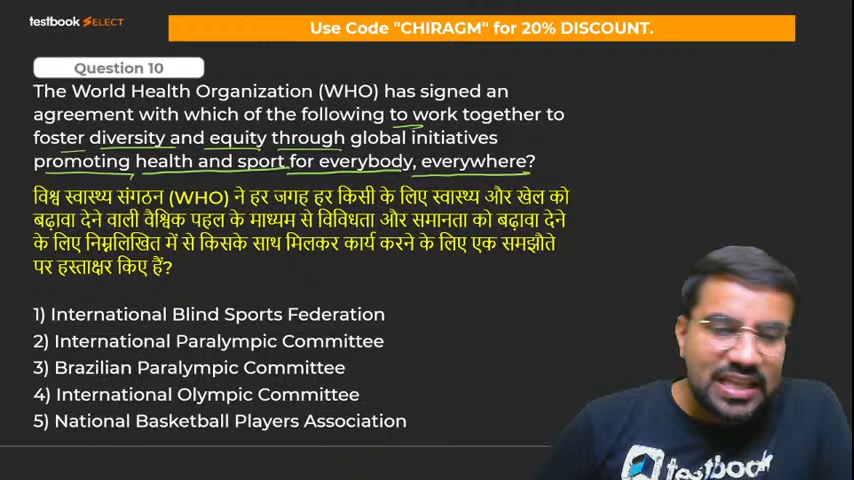 testbook SELECT
Use Code "CHIRAGM" for 20% DISCOUNT.
Question 10
The World Health Organization (WHO) has signed an
agreement with which of the following to work together to
foster diversity and equity through global initiatives
promoting health and sport for everybody, everywhere?
विश्व स्वास्थ्य संगठन (WHO) ने हर जगह हर किसी के लिए स्वास्थ्य और खेल को
बढ़ावा देने वाली वैश्विक पहल के माध्यम से विविधता और समानता को बढ़ावा देने
के लिए निम्नलिखित में से किसके साथ मिलकर कार्य करने के लिए एक समझौते
पर हस्ताक्षर किए हैं?
1) International Blind Sports Federation
2) International Paralympic Committee
3) Brazilian Paralympic Committee
4) International Olympic Committee
5) National Basketball Players Association
testbook